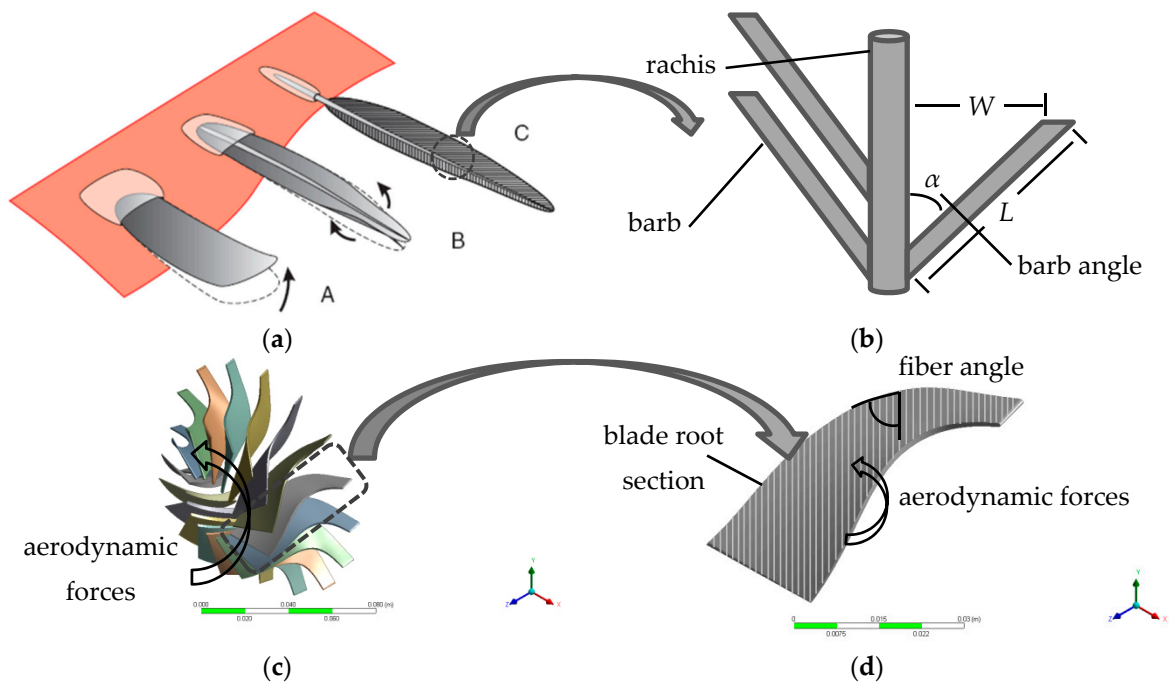 A
B
C
(a)
rachis
barb
W
α
L
barb angle
(b)
aerodynamic
forces
0.000
0.040
0.080 (m)
0.020
0.060
Y
Z
X
(c)
fiber angle
blade root
section
aerodynamic forces
0
0.015
0.03 (m)
0.0075
0.022
Y
Z
X
(d)